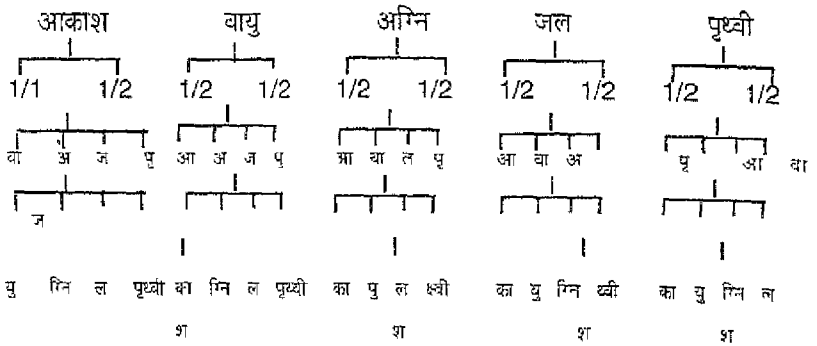 आकाश वायु अग्नि जल पृथ्वी
1/1 1/2 1/2 1/2 1/2 1/2 1/2 1/2 1/2 1/2
वा अ ज पृ आ अ ज पृ आ वा ल पृ आ वा अ पृ आ वा
ज
यु ग्नि ल पृथ्वी का ग्नि ल पृथ्वी का यु ल थ्वी का यु ग्नि थ्वी का यु ग्नि ल
श श श श